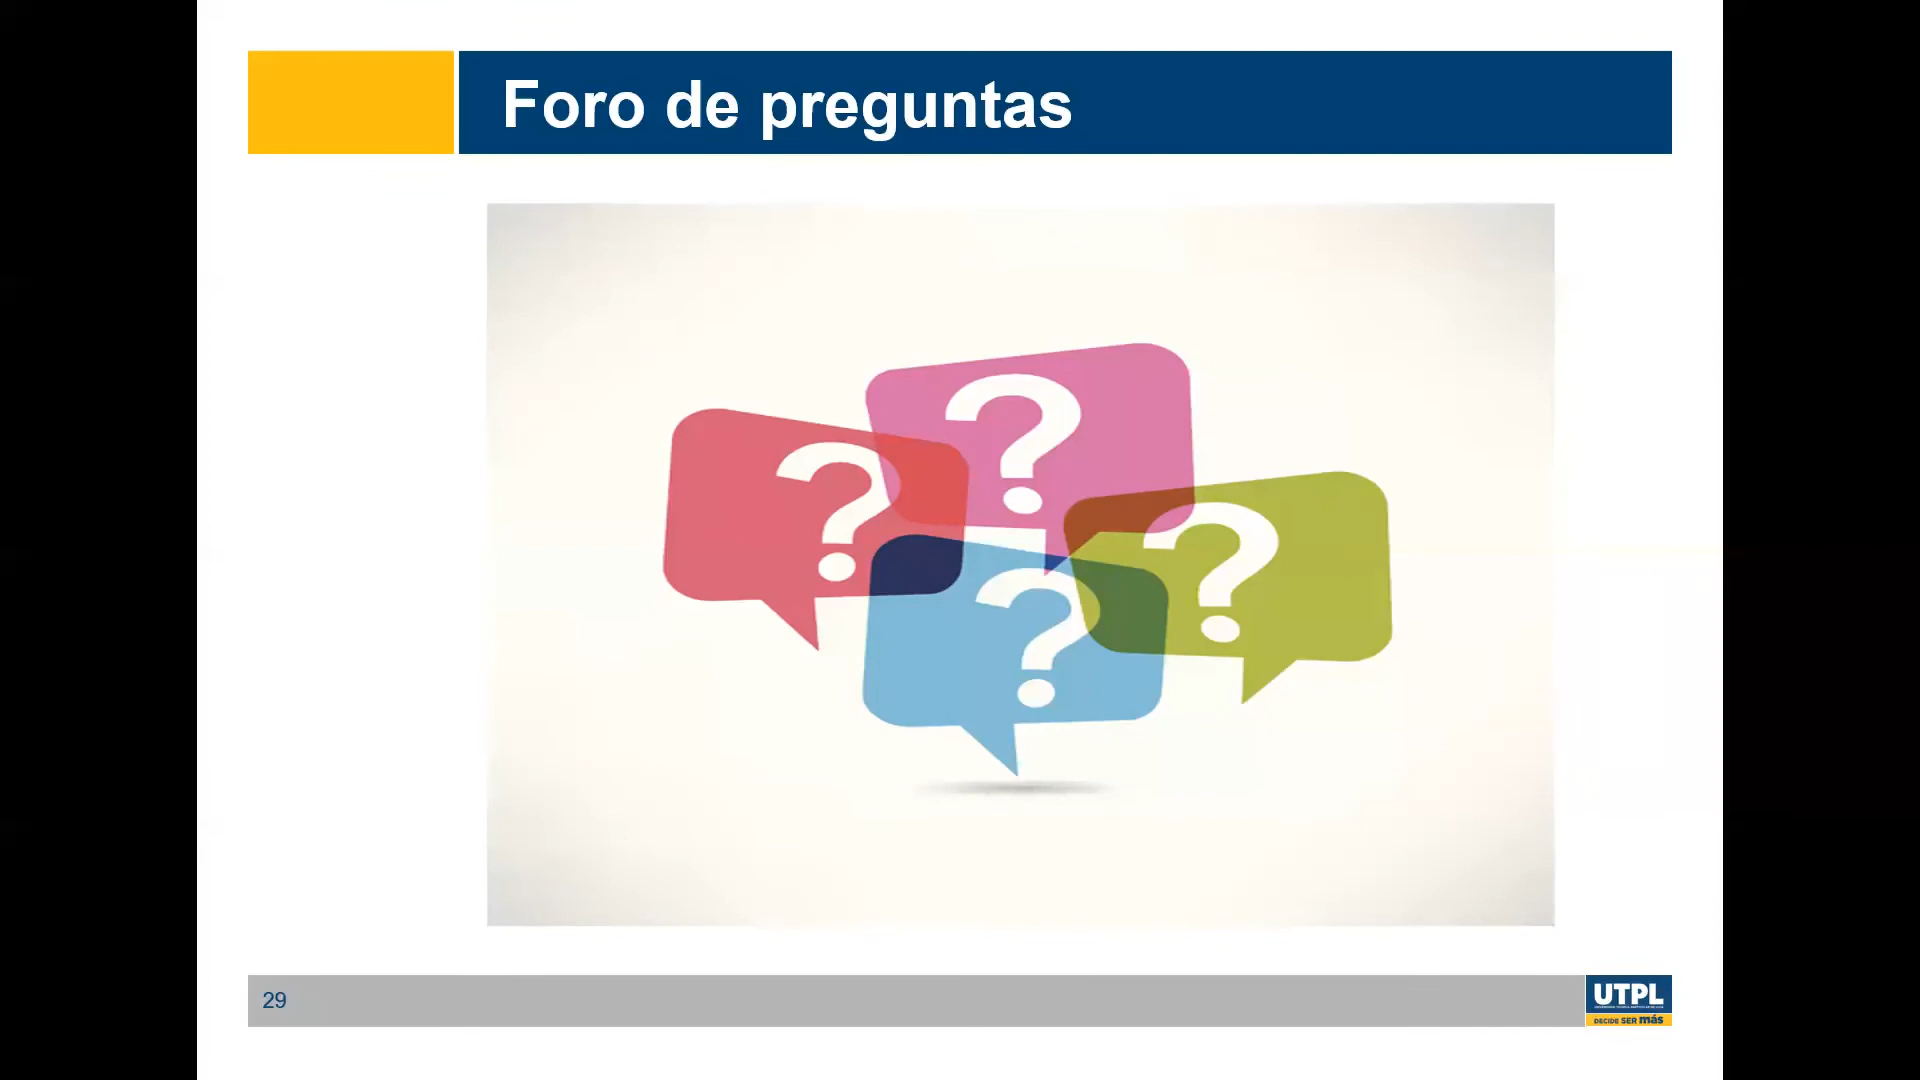 Foro de preguntas
?
?
?
?
29
UTPL
DECIDE SER más